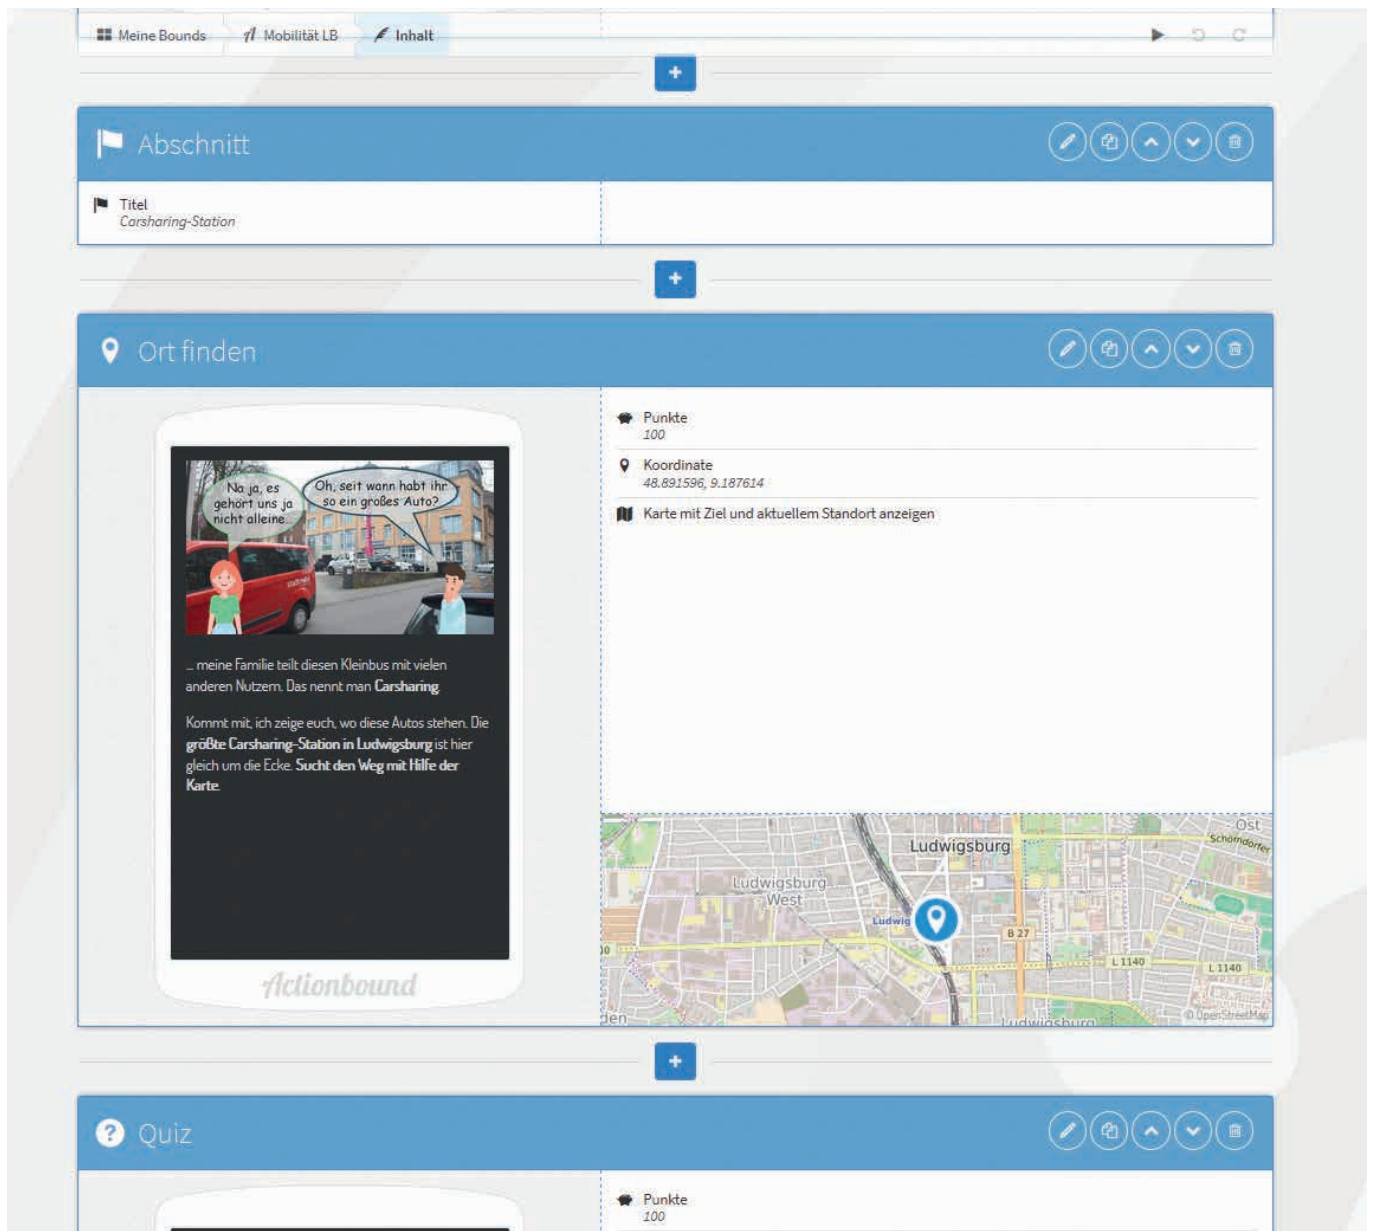 Meine Bounds Mobilität LB Inhalt
Abschnitt
Titel
Carsharing-Station
Ort finden
Na ja, es
gehört uns ja
nicht alleine...
Oh, seit wann habt ihr
so ein großes Auto?
... meine Familie teilt diesen Kleinbus mit vielen
anderen Nutzern. Das nennt man Carsharing.
Kommt mit, ich zeige euch, wo diese Autos stehen. Die
größte Carsharing-Station in Ludwigsburg ist hier
gleich um die Ecke. Sucht den Weg mit Hilfe der
Karte.
Actionbound
Punkte
100
Koordinate
48.891596, 9.187614
Karte mit Ziel und aktuellem Standort anzeigen
Ost
Schorndorfer
Ludwigsburg
Ludwigsburg
West
Ludwig
B 27
L 1140
L 1140
den
Ludwigsburg
© OpenStreetMap
Quiz
Punkte
100